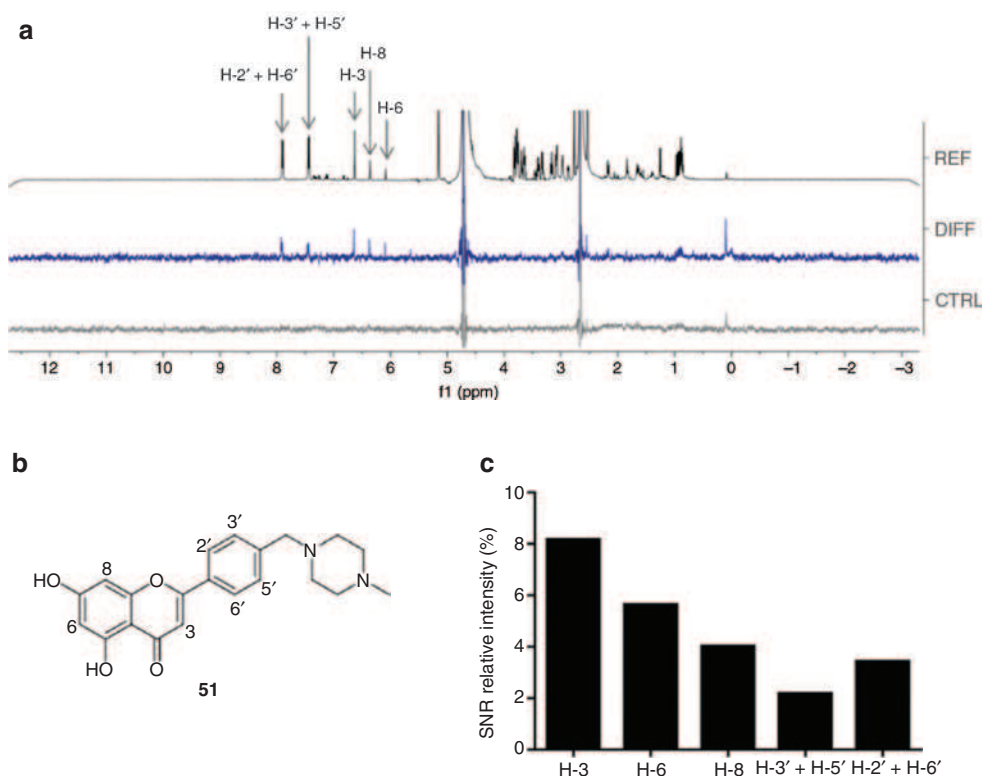 a
H-3′ + H-5′
H-8
H-2′ + H-6′
H-3
H-6
REF
DIFF
CTRL
12 11 10 9 8 7 6 5 4 3 2 1 0 −1 −2 −3
f1 (ppm)
b
3′
2′
N
8
HO
O
5′
N
6′
6
3
HO
O
51
c
SNR relative intensity (%)
10
8
6
4
2
0
H-3 H-6 H-8 H-3′ + H-5′ H-2′ + H-6′